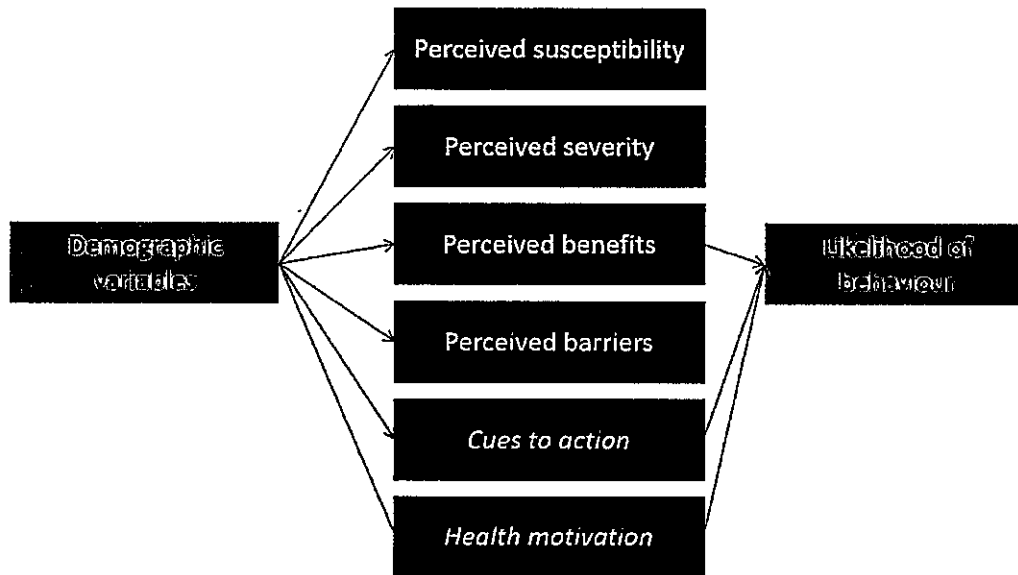 Perceived susceptibility
Perceived severity
Demographic
variables
Perceived benefits
Likelihood of
behaviour
Perceived barriers
Cues to action
Health motivation